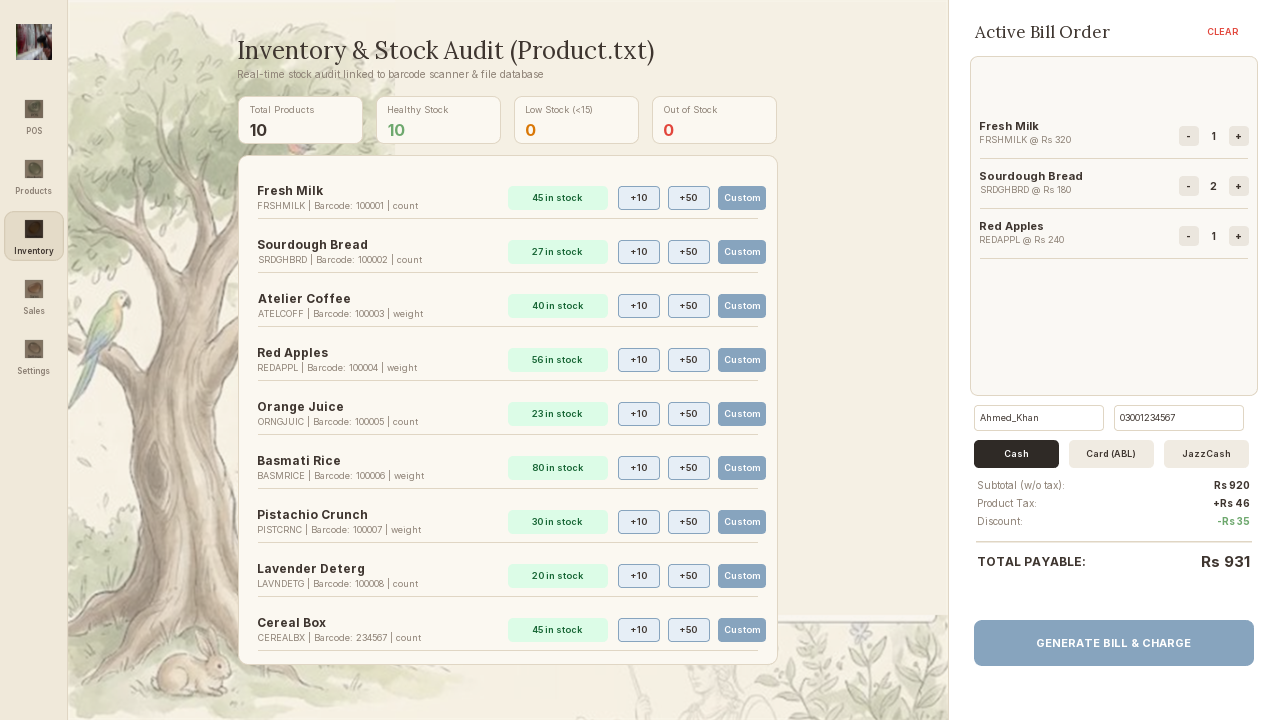 POS
Products
Inventory
Sales
Settings
Inventory & Stock Audit (Product.txt)
Real-time stock audit linked to barcode scanner & file database
Total Products
10
Healthy Stock
10
Low Stock (<15)
0
Out of Stock
0
Fresh Milk
FRSHMILK | Barcode: 100001 | count
45 in stock +10 +50 Custom
Sourdough Bread
SRDGHBRD | Barcode: 100002 | count
27 in stock +10 +50 Custom
Atelier Coffee
ATELCOFF | Barcode: 100003 | weight
40 in stock +10 +50 Custom
Red Apples
REDAPPL | Barcode: 100004 | weight
56 in stock +10 +50 Custom
Orange Juice
ORNGJUIC | Barcode: 100005 | count
23 in stock +10 +50 Custom
Basmati Rice
BASMRICE | Barcode: 100006 | weight
80 in stock +10 +50 Custom
Pistachio Crunch
PISTCRNC | Barcode: 100007 | weight
30 in stock +10 +50 Custom
Lavender Deterg
LAVNDETG | Barcode: 100008 | count
20 in stock +10 +50 Custom
Cereal Box
CEREALBX | Barcode: 234567 | count
45 in stock +10 +50 Custom
Active Bill Order CLEAR
Fresh Milk
FRSHMILK @ Rs 320
- 1 +
Sourdough Bread
SRDGHBRD @ Rs 180
- 2 +
Red Apples
REDAPPL @ Rs 240
- 1 +
Ahmed_Khan 03001234567
Cash Card (ABL) JazzCash
Subtotal (w/o tax): Rs 920
Product Tax: +Rs 46
Discount: -Rs 35
TOTAL PAYABLE: Rs 931
GENERATE BILL & CHARGE